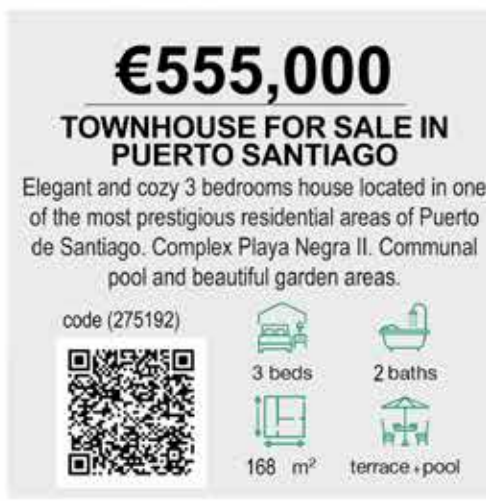 €555,000
TOWNHOUSE FOR SALE IN
PUERTO SANTIAGO
Elegant and cozy 3 bedrooms house located in one
of the most prestigious residential areas of Puerto
de Santiago. Complex Playa Negra II. Communal
pool and beautiful garden areas.
code (275192)
3 beds
2 baths
168 m²
terrace + pool